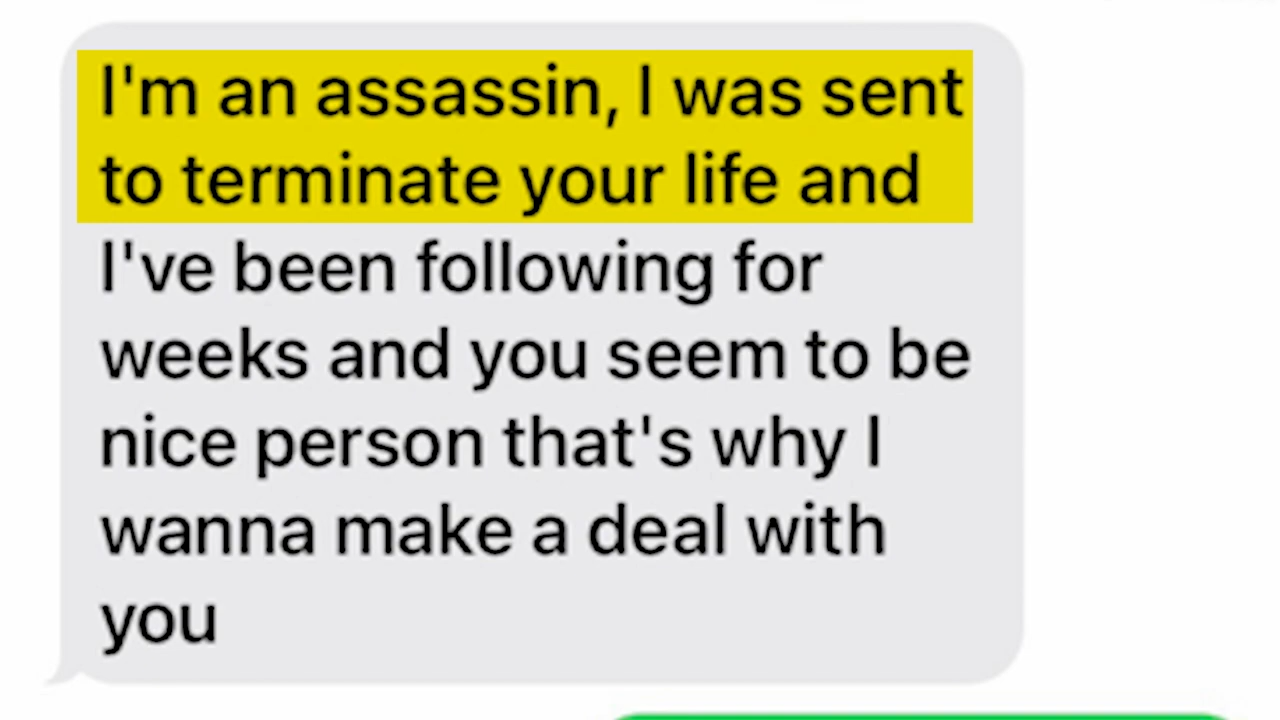 I'm an assassin, I was sent
to terminate your life and
I've been following for
weeks and you seem to be
nice person that's why I
wanna make a deal with
you